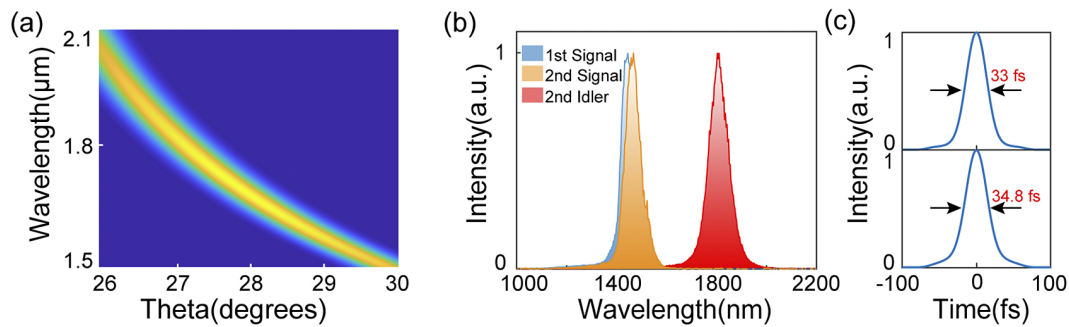 (a)
2.1
1.8
1.5
Wavelength(μm)
26
27
28
29
30
Theta(degrees)
(b)
1
0
Intensity(a.u.)
1st Signal
2nd Signal
2nd Idler
1000
1400
1800
2200
Wavelength(nm)
(c)
1
0
33 fs
1
0
34.8 fs
Intensity(a.u.)
-100
0
100
Time(fs)